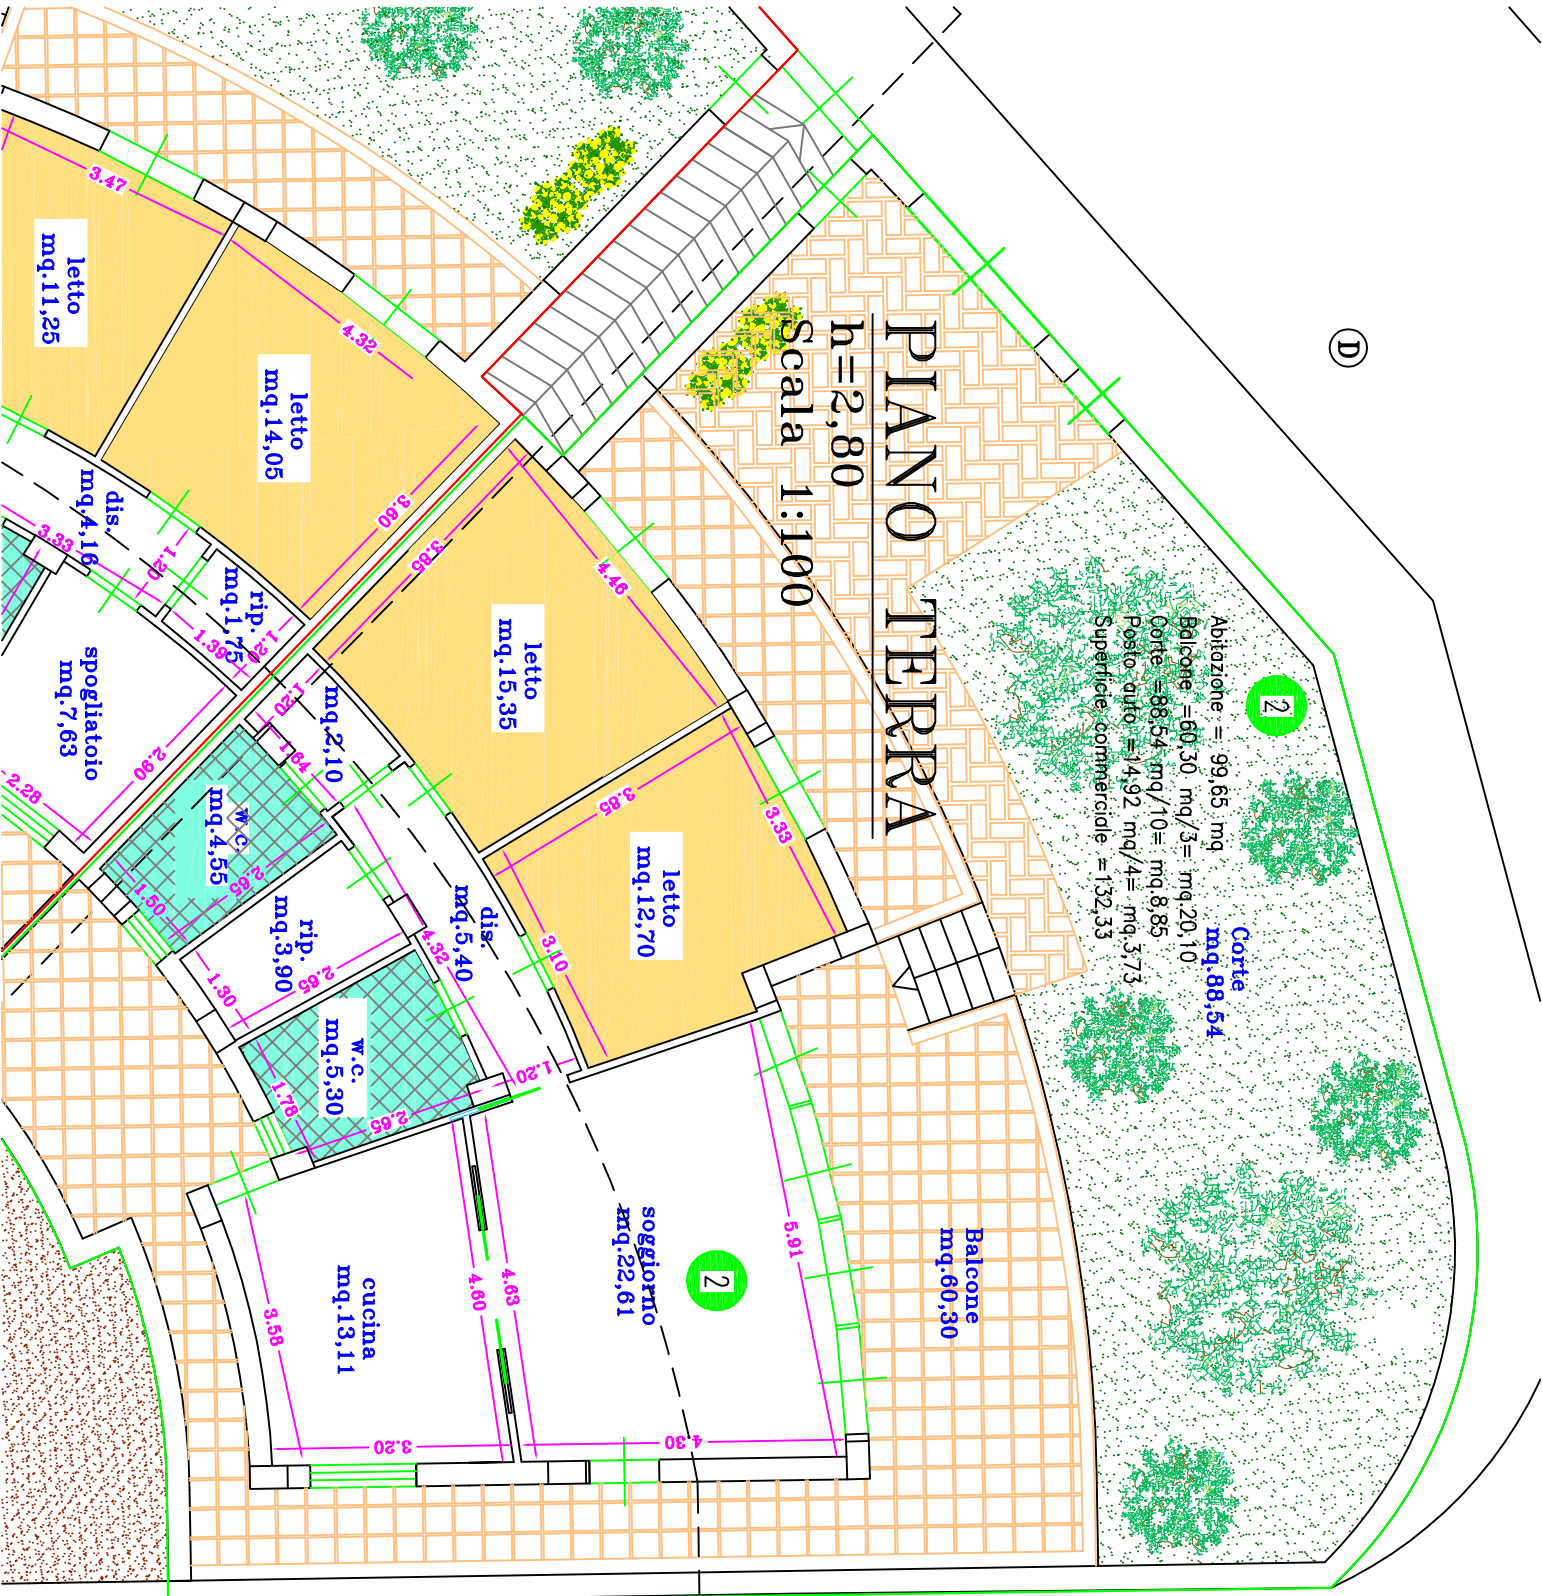 D
PIANO TERRA
h=2,80
Scala 1:100
2
Abitazione = 99,65 mq
Balcone =60,30 mq/3= mq.20,10
Corte =88,54 mq/10= mq.8,85
Posto auto =14,92 mq/4= mq.3,73
Superficie commerciale =132,33
Corte
mq.88,54
Balcone
mq.60,30
letto
mq.11,25
letto
mq.14,05
dis.
mq.4,16
rip.
mq.1,75
spogliatoio
mq.7,63
letto
mq.15,35
letto
mq.12,70
mq.2,10
dis.
mq.5,40
w.c.
mq.4,55
rip.
mq.3,90
w.c.
mq.5,30
soggiorno
mq.22,61
2
cucina
mq.13,11
3.47
4.32
3.60
3.33
1.20
1.39
1.20
2.90
2.28
3.85
4.46
1.20
1.64
3.85
3.33
3.10
2.65
1.50
4.32
2.65
1.30
1.20
1.78
2.65
5.91
4.63
4.60
3.58
3.20
4.30